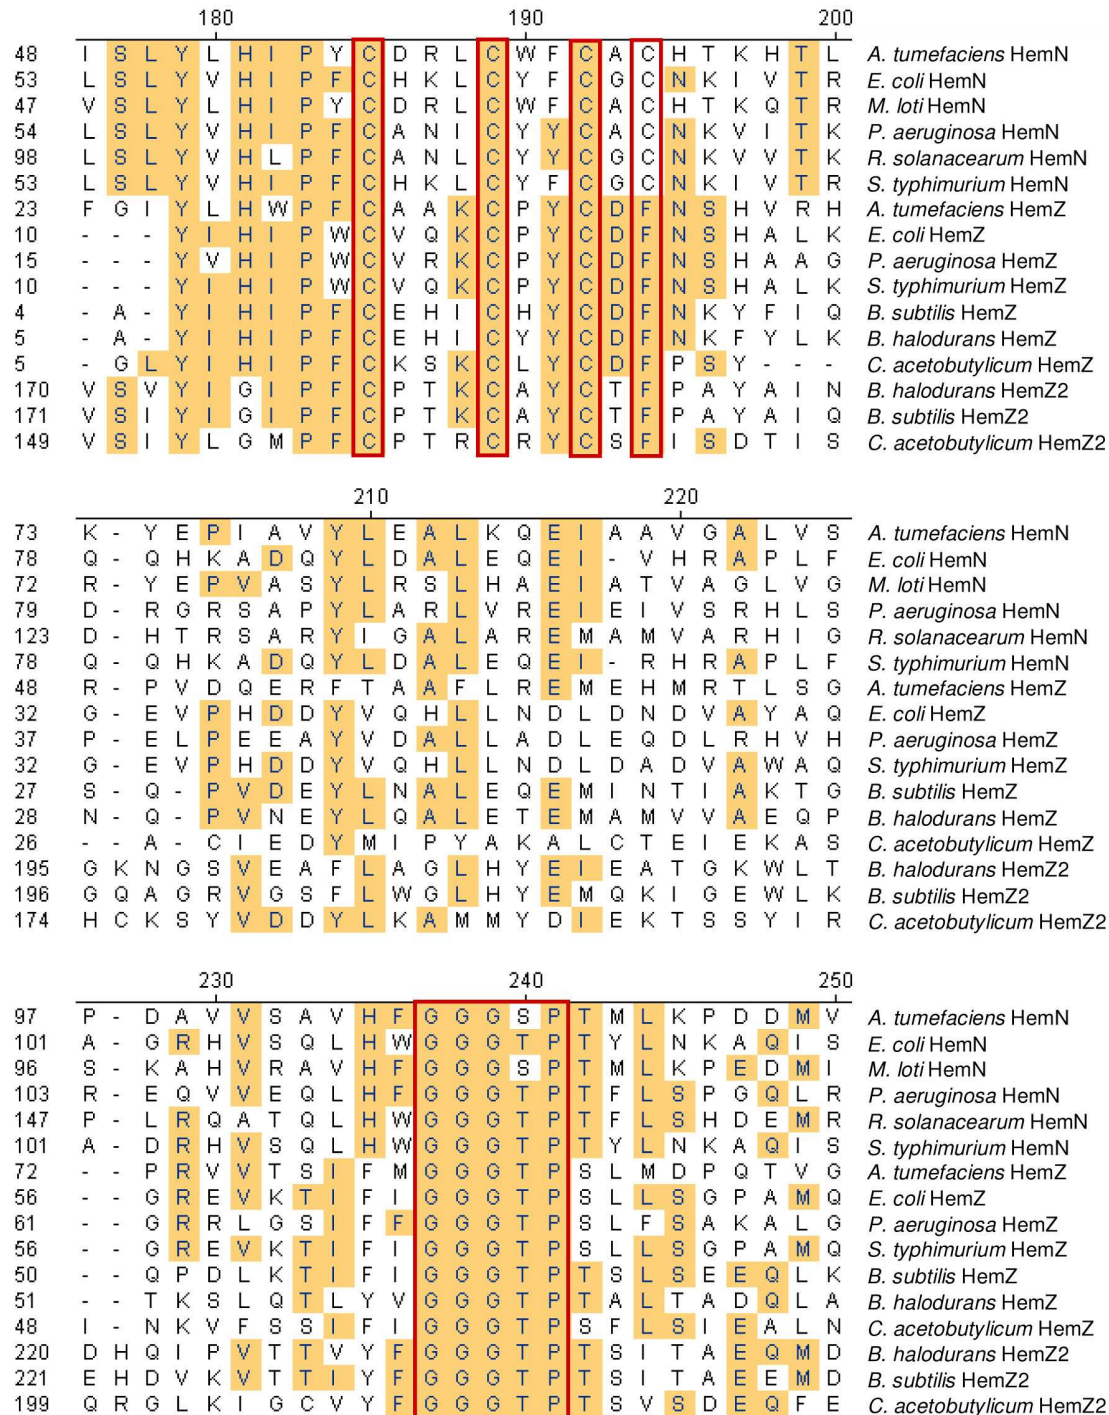 180 190 200
48 I S L Y L H I P Y C D R L C W F C A C H T K H T L A. tumefaciens HemN
53 L S L Y V H I P F C H K L C Y F C G C N K I V T R E. coli HemN
47 V S L Y L H I P Y C D R L C W F C A C H T K Q T R M. loti HemN
54 L S L Y V H I P F C A N I C Y Y C A C N K V I T K P. aeruginosa HemN
98 L S L Y V H L P F C A N L C Y Y C G C N K V V T K R. solanacearum HemN
53 L S L Y V H I P F C H K L C Y F C G C N K I V T R S. typhimurium HemN
23 F G I Y L H W P F C A A K C P Y C D F N S H V R H A. tumefaciens HemZ
10 - - - Y I H I P W C V Q K C P Y C D F N S H A L K E. coli HemZ
15 - - - Y V H I P W C V R K C P Y C D F N S H A A G P. aeruginosa HemZ
10 - - - Y I H I P W C V Q K C P Y C D F N S H A L K S. typhimurium HemZ
4 - A - Y I H I P F C E H I C H Y C D F N K Y F I Q B. subtilis HemZ
5 - A - Y I H I P F C E H I C H Y C D F N K F Y L K B. halodurans HemZ
5 - G L Y I H I P F C K S K C L Y C D F P S Y - - - C. acetobutylicum HemZ
170 V S V Y I G I P F C P T K C A Y C T F P A Y A I N B. halodurans HemZ2
171 V S I Y I G I P F C P T K C A Y C T F P A Y A I Q B. subtilis HemZ2
149 V S I Y L G M P F C P T R C R Y C S F I S D T I S C. acetobutylicum HemZ2
210 220
73 K - Y E P I A V Y L E A L K Q E I A A V G A L V S A. tumefaciens HemN
78 Q - Q H K A D Q Y L D A L E Q E I - V H R A P L F E. coli HemN
72 R - Y E P V A S Y L R S L H A E I A T V A G L V G M. loti HemN
79 D - R G R S A P Y L A R L V R E I E I V S R H L S P. aeruginosa HemN
123 D - H T R S A R Y I G A L A R E M A M V A R H I G R. solanacearum HemN
78 Q - Q H K A D Q Y L D A L E Q E I - R H R A P L F S. typhimurium HemN
48 R - P V D Q E R F T A A F L R E M E H M R T L S G A. tumefaciens HemZ
32 G - E V P H D D Y V Q H L L N D L D N D V A Y A Q E. coli HemZ
37 P - E L P E E A Y V D A L L A D L E Q D L R H V H P. aeruginosa HemZ
32 G - E V P H D D Y V Q H L L N D L D A D V A W A Q S. typhimurium HemZ
27 S - Q - P V D E Y L N A L E Q E M I N T I A K T G B. subtilis HemZ
28 N - Q - P V N E Y L Q A L E T E M A M V V A E Q P B. halodurans HemZ
26 - - A - C I E D Y M I P Y A K A L C T E I E K A S C. acetobutylicum HemZ
195 G K N G S V E A F L A G L H Y E I E A T G K W L T B. halodurans HemZ2
196 G Q A G R V G S F L W G L H Y E M Q K I G E W L K B. subtilis HemZ2
174 H C K S Y V D D Y L K A M M Y D I E K T S S Y I R C. acetobutylicum HemZ2
230 240 250
97 P - D A V V S A V H F G G G S P T M L K P D D M V A. tumefaciens HemN
101 A - G R H V S Q L H W G G G T P T Y L N K A Q I S E. coli HemN
96 S - K A H V R A V H F G G G S P T M L K P E D M I M. loti HemN
103 R - E Q V V E Q L H F G G G T P T F L S P G Q L R P. aeruginosa HemN
147 P - L R Q A T Q L H W G G G T P T F L S H D E M R R. solanacearum HemN
101 A - D R H V S Q L H W G G G T P T Y L N K A Q I S S. typhimurium HemN
72 - - P R V V T S I F M G G G T P S L M D P Q T V G A. tumefaciens HemZ
56 - - G R E V K T I F I G G G T P S L L S G P A M Q E. coli HemZ
61 - - G R R L G S I F F G G G T P S L F S A K A L G P. aeruginosa HemZ
56 - - G R E V K T I F I G G G T P S L L S G P A M Q S. typhimurium HemZ
50 - - Q P D L K T I F I G G G T P T S L S E E Q L K B. subtilis HemZ
51 - - T K S L Q T L Y V G G G T P T A L T A D Q L A B. halodurans HemZ
48 I - N K V F S S I F I G G G T P S F L S I E A L N C. acetobutylicum HemZ
220 D H Q I P V T T V Y F G G G T P T S I T A E Q M D B. halodurans HemZ2
221 E H D V K V T T I Y F G G G T P T S I T A E E M D B. subtilis HemZ2
199 Q R G L K I G C V Y F G G G T P T S V S D E Q F E C. acetobutylicum HemZ2